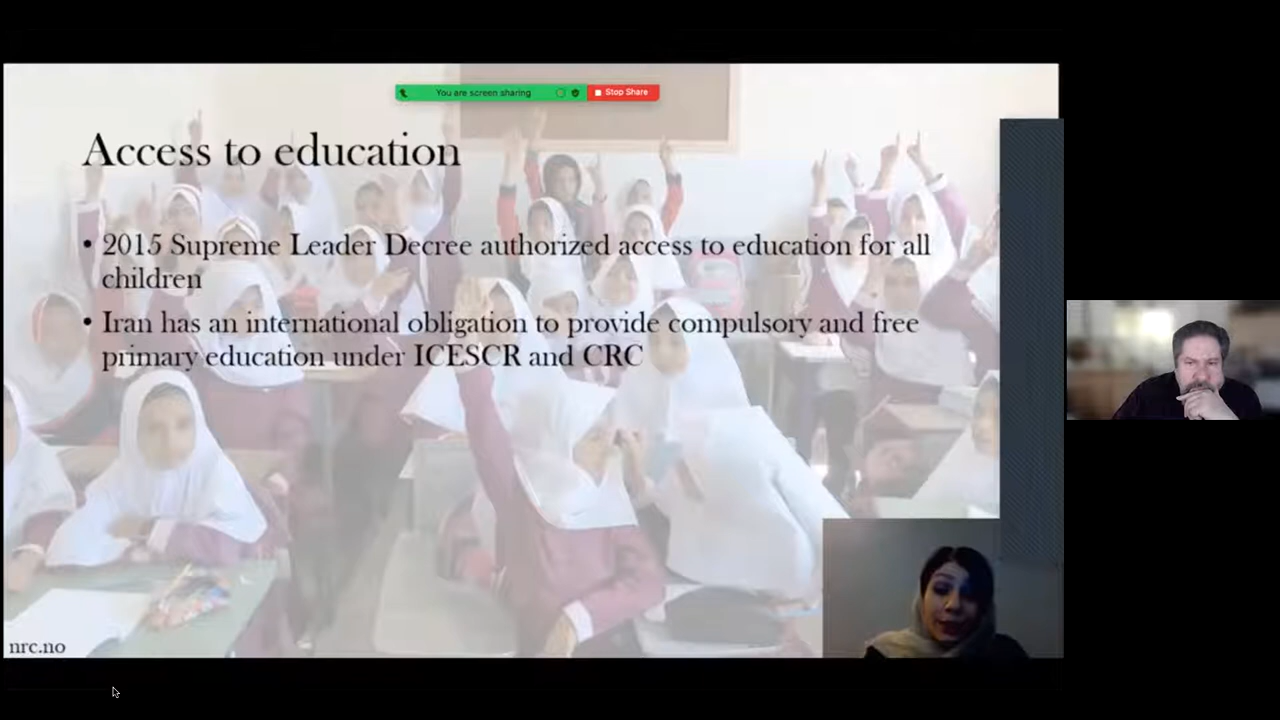 You are screen sharing
Stop Share
Access to education
• 2015 Supreme Leader Decree authorized access to education for all
children
• Iran has an international obligation to provide compulsory and free
primary education under ICESCR and CRC
nrc.no